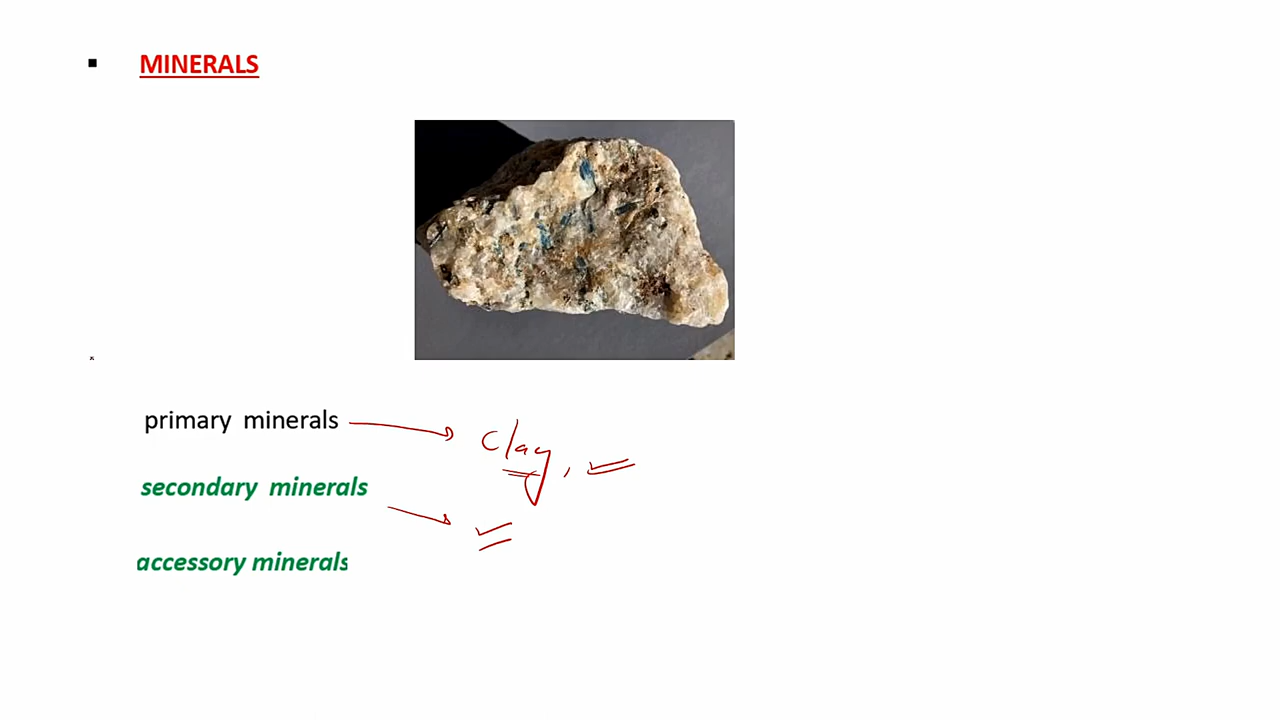 MINERALS
primary minerals
clay,
secondary minerals
accessory minerals